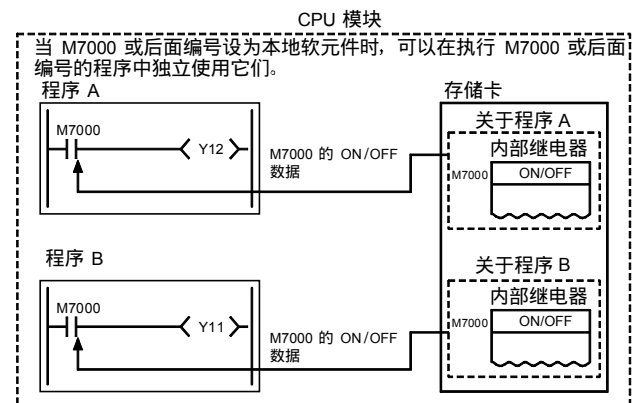 CPU 模块
当 M7000 或后面编号设为本地软元件时，可以在执行 M7000 或后面
编号的程序中独立使用它们。
程序 A
存储卡
M7000
Y12
M7000 的 ON/OFF
数据
关于程序 A
内部继电器
M7000
ON/OFF
程序 B
M7000
Y11
M7000 的 ON/OFF
数据
关于程序 B
内部继电器
M7000
ON/OFF